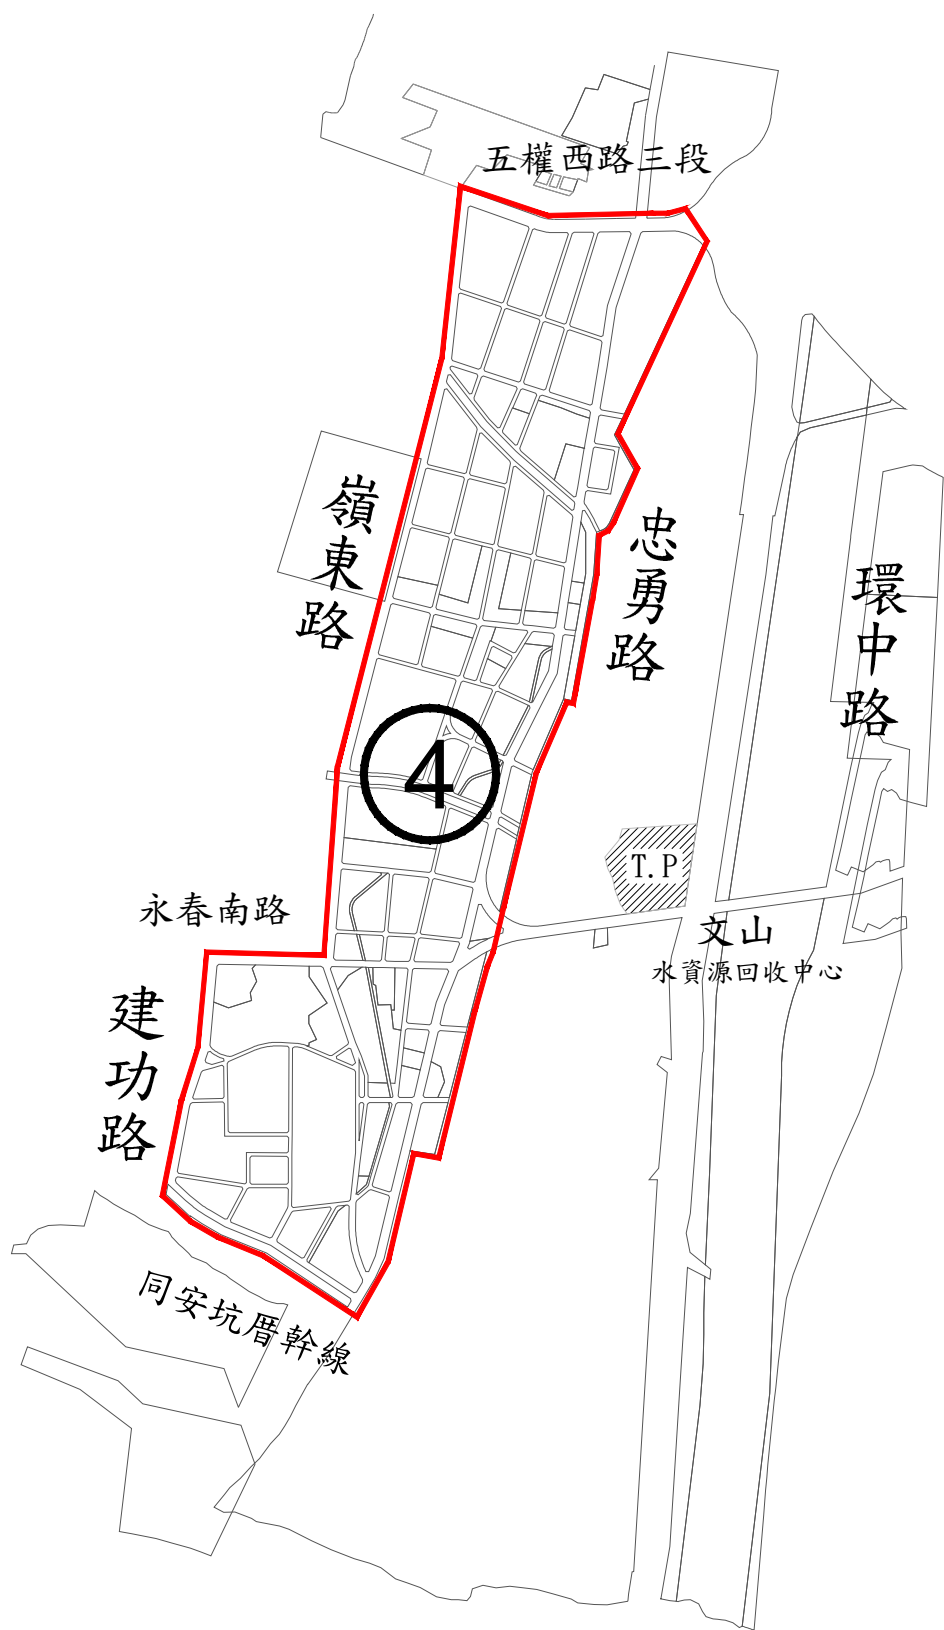 五權西路三段
嶺東路
忠勇路
環中路
④
T.P
永春南路
文山
水資源回收中心
建功路
同安坑厝幹線